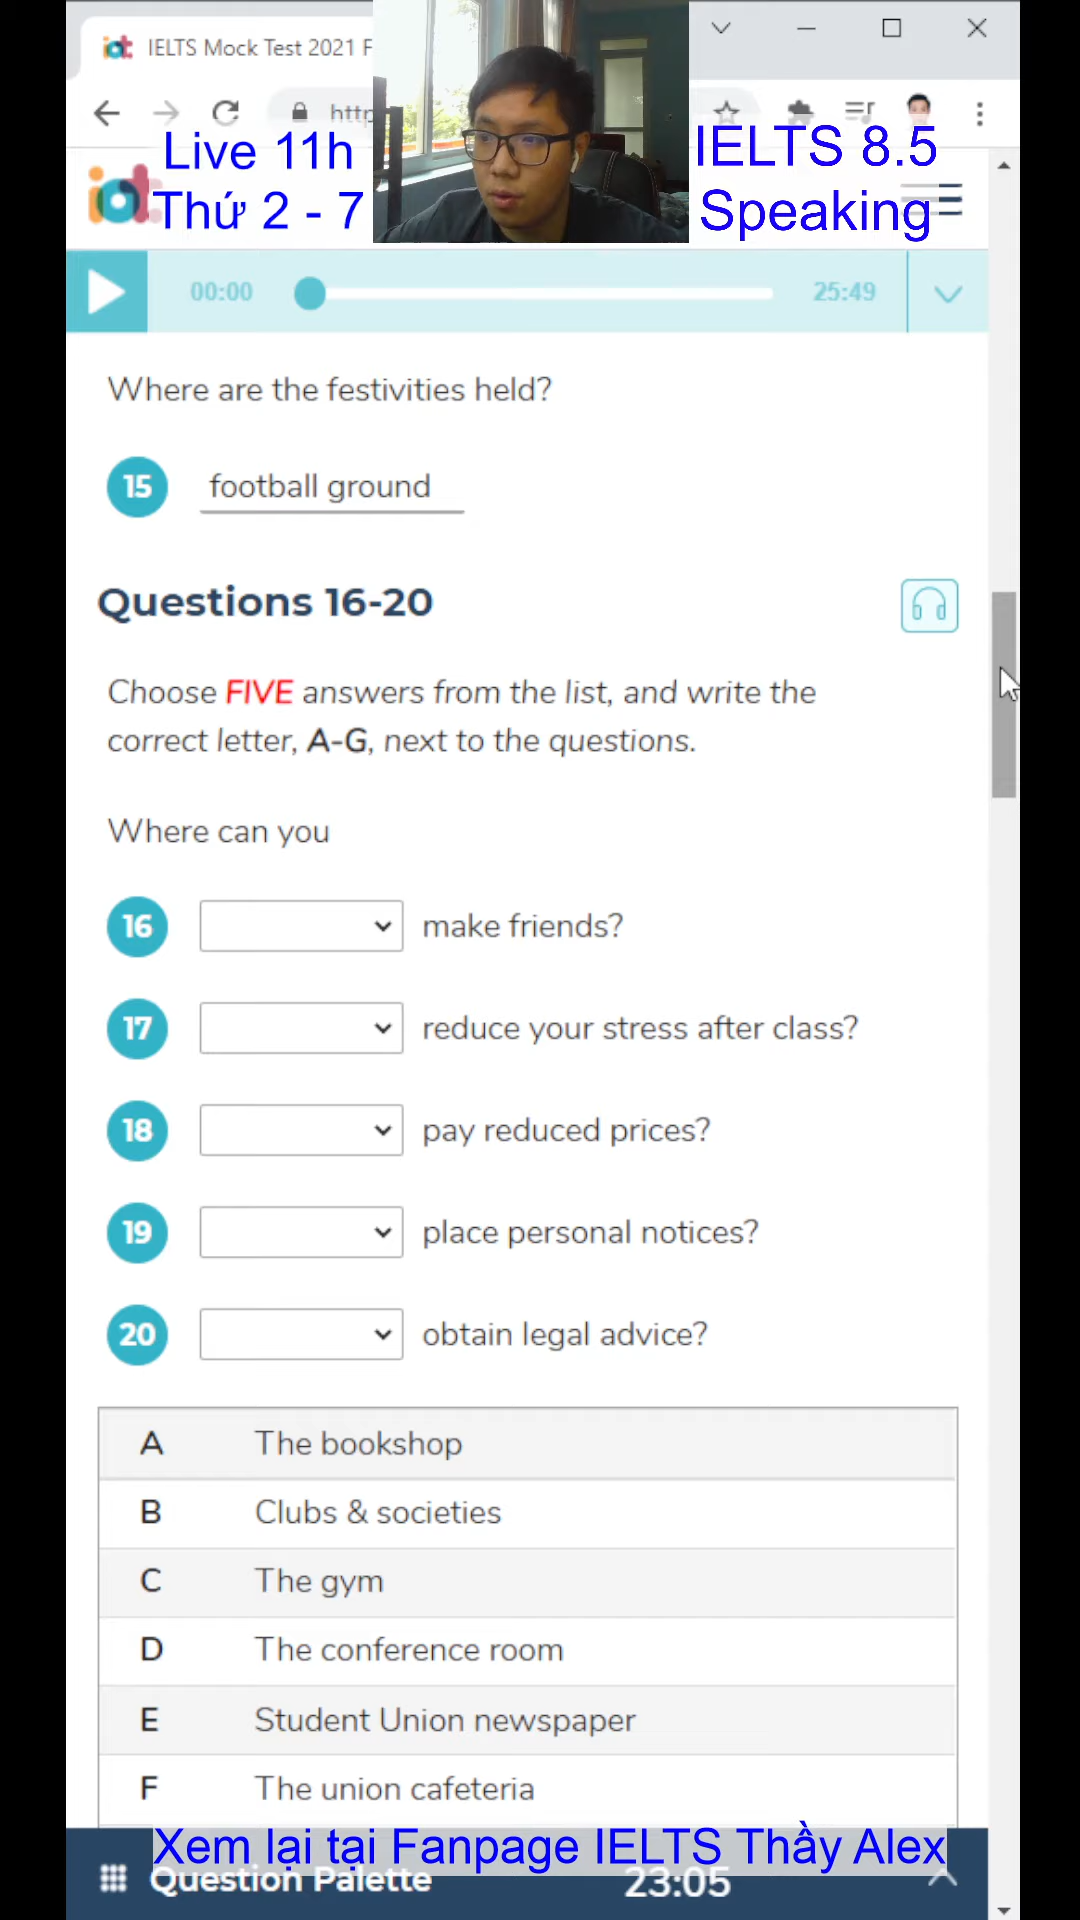 IELTS Mock Test 2021 F
http
Live 11h
Thứ 2 - 7
IELTS 8.5
Speaking
iot
00:00
25:49
Where are the festivities held?
15 football ground
Questions 16-20
Choose FIVE answers from the list, and write the
correct letter, A-G, next to the questions.
Where can you
16 make friends?
17 reduce your stress after class?
18 pay reduced prices?
19 place personal notices?
20 obtain legal advice?
A The bookshop
B Clubs & societies
C The gym
D The conference room
E Student Union newspaper
F The union cafeteria
Xem lại tại Fanpage IELTS Thầy Alex
Question Palette 23:05